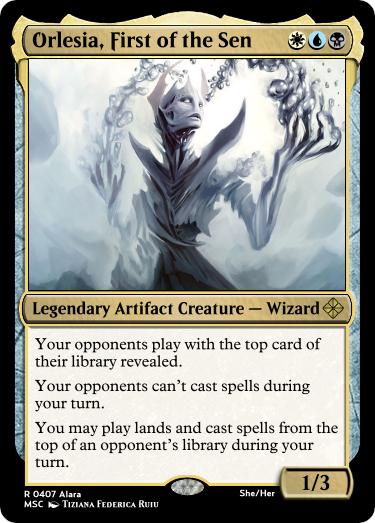 Orlesia, First of the Sen
Legendary Artifact Creature — Wizard
Your opponents play with the top card of
their library revealed.
Your opponents can't cast spells during
your turn.
You may play lands and cast spells from the
top of an opponent's library during your
turn.
1/3
R 0407 Alara
She/Her
MSC Tiziana Federica Ruiu